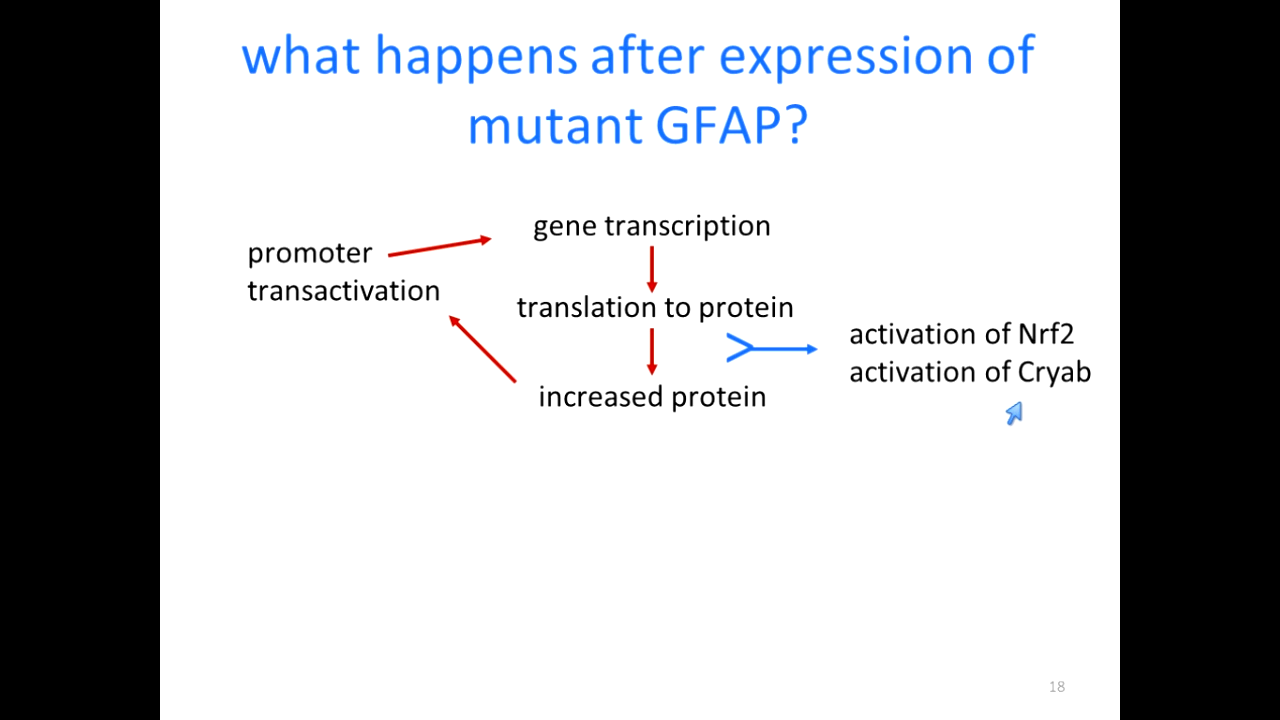 what happens after expression of
mutant GFAP?
gene transcription
promoter
transactivation
translation to protein
activation of Nrf2
activation of Cryab
increased protein
18